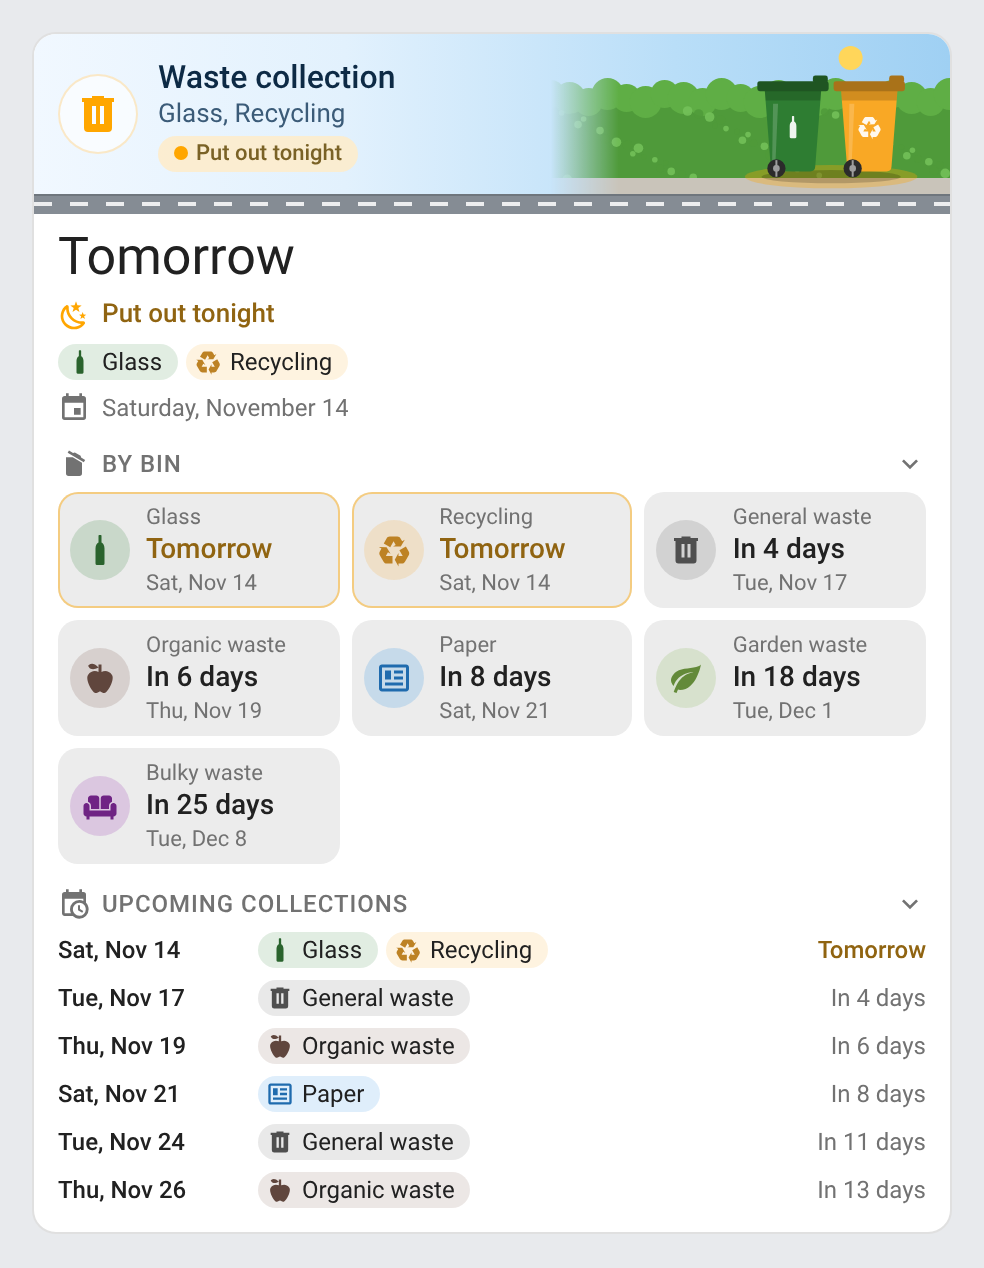 Waste collection
Glass, Recycling
Put out tonight
Tomorrow
Put out tonight
Glass Recycling
Saturday, November 14
BY BIN
Glass
Tomorrow
Sat, Nov 14
Recycling
Tomorrow
Sat, Nov 14
General waste
In 4 days
Tue, Nov 17
Organic waste
In 6 days
Thu, Nov 19
Paper
In 8 days
Sat, Nov 21
Garden waste
In 18 days
Tue, Dec 1
Bulky waste
In 25 days
Tue, Dec 8
UPCOMING COLLECTIONS
Sat, Nov 14 Glass Recycling Tomorrow
Tue, Nov 17 General waste In 4 days
Thu, Nov 19 Organic waste In 6 days
Sat, Nov 21 Paper In 8 days
Tue, Nov 24 General waste In 11 days
Thu, Nov 26 Organic waste In 13 days